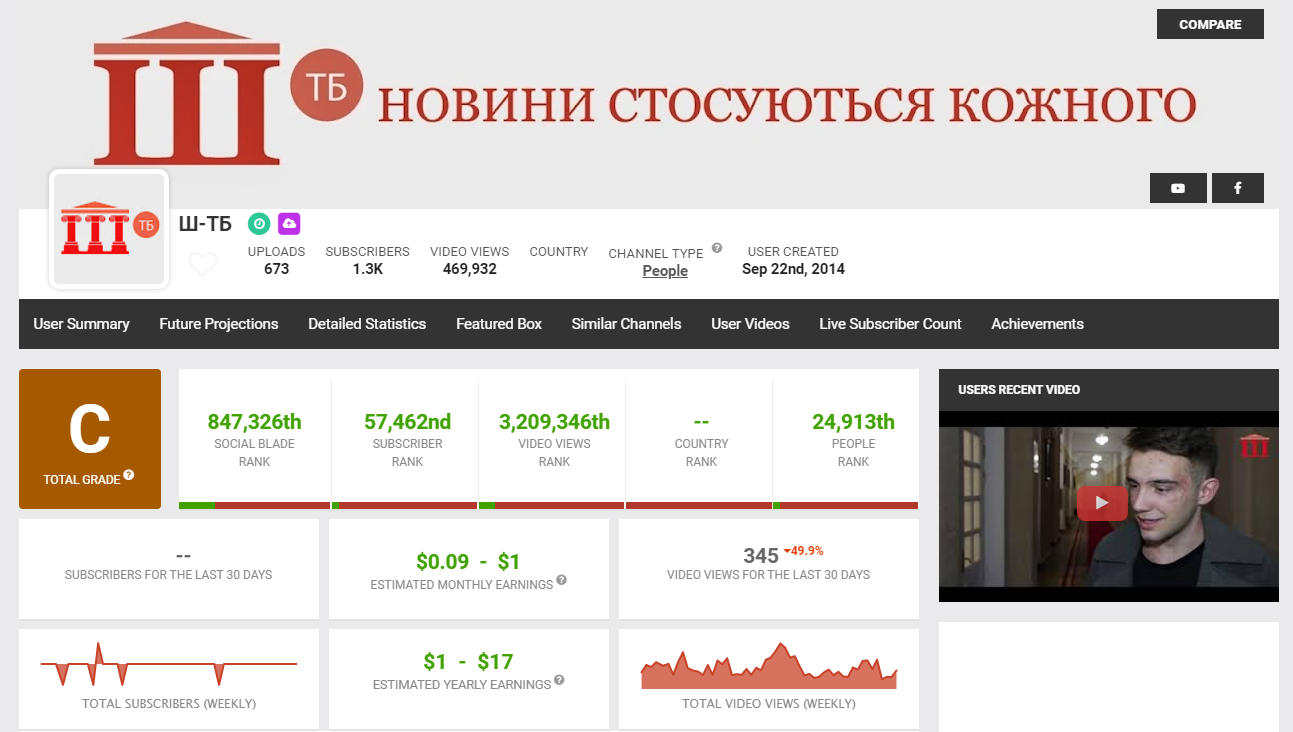 COMPARE
Ш ТБ НОВИНИ СТОСУЮТЬСЯ КОЖНОГО
Ш ТБ
Ш-ТБ
UPLOADS SUBSCRIBERS VIDEO VIEWS COUNTRY CHANNEL TYPE ? USER CREATED
673 1.3K 469,932 People Sep 22nd, 2014
User Summary Future Projections Detailed Statistics Featured Box Similar Channels User Videos Live Subscriber Count Achievements
C
TOTAL GRADE ?
847,326th 57,462nd 3,209,346th -- 24,913th
SOCIAL BLADE SUBSCRIBER VIDEO VIEWS COUNTRY PEOPLE
RANK RANK RANK RANK RANK
USERS RECENT VIDEO
Ш
-- 
SUBSCRIBERS FOR THE LAST 30 DAYS
$0.09 - $1
ESTIMATED MONTHLY EARNINGS ?
345 49.9%
VIDEO VIEWS FOR THE LAST 30 DAYS
TOTAL SUBSCRIBERS (WEEKLY)
$1 - $17
ESTIMATED YEARLY EARNINGS ?
TOTAL VIDEO VIEWS (WEEKLY)